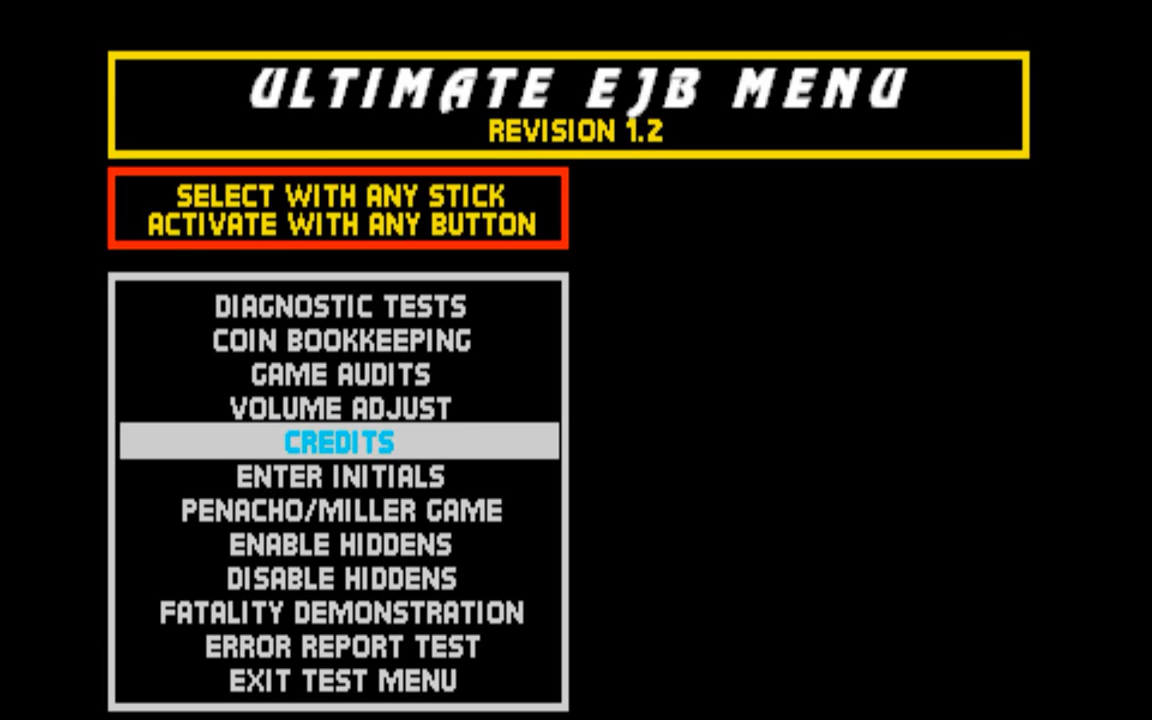 ULTIMATE EJB MENU
REVISION 1.2
SELECT WITH ANY STICK
ACTIVATE WITH ANY BUTTON
DIAGNOSTIC TESTS
COIN BOOKKEEPING
GAME AUDITS
VOLUME ADJUST
CREDITS
ENTER INITIALS
PENACHO/MILLER GAME
ENABLE HIDDENS
DISABLE HIDDENS
FATALITY DEMONSTRATION
ERROR REPORT TEST
EXIT TEST MENU